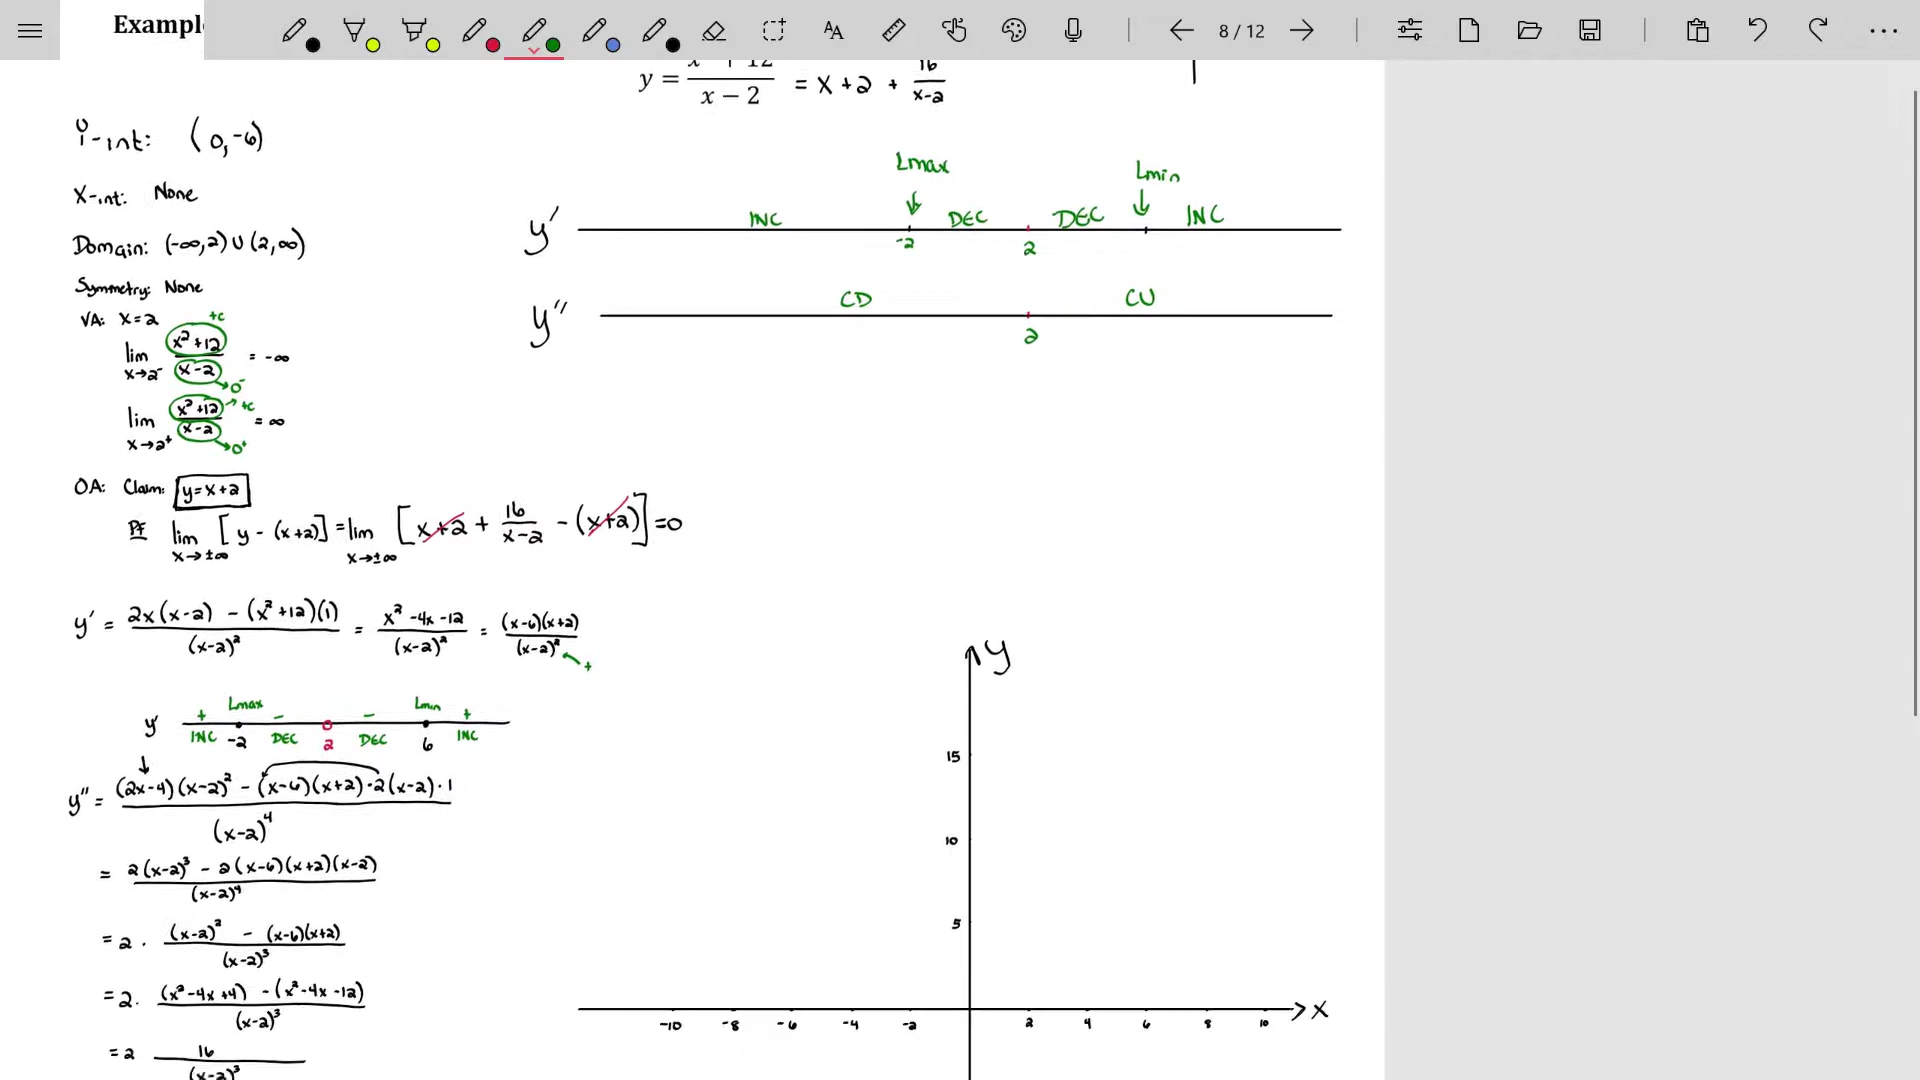 Example
8 / 12
y = x² + 12 / x − 2 = x + 2 + 16 / x-2
y-int: (0, -6)
X-int: None
Domain: (-∞, 2) ∪ (2, ∞)
Symmetry: None
VA: x = 2
+c
lim x→2⁻ x² + 12 / x-2 = -∞
→0⁻
lim x→2⁺ x² + 12 / x-2 = ∞
→+c
→0⁺
OA: Claim: y = x+2
Pf lim x→±∞ [ y - (x+2) ] = lim x→±∞ [ x+2 + 16 / x-2 - (x+2) ] = 0
y' = 2x(x-2) - (x²+12)(1) / (x-2)² = x² -4x -12 / (x-2)² = (x-6)(x+2) / (x-2)²
+
Lmax Lmin
+ - - +
y'
INC -2 DEC 2 DEC 6 INC
y'' = (2x-4)(x-2)² - (x-6)(x+2)·2(x-2)·1 / (x-2)⁴
= 2(x-2)³ - 2(x-6)(x+2)(x-2) / (x-2)⁴
= 2 · (x-2)² - (x-6)(x+2) / (x-2)³
= 2 · (x²-4x+4) - (x²-4x-12) / (x-2)³
= 2 16 / (x-2)³
Lmax Lmin
INC DEC DEC INC
y'
-2 2
CD CU
y''
2
y
15
10
5
x
-10 -8 -6 -4 -2 2 4 6 8 10